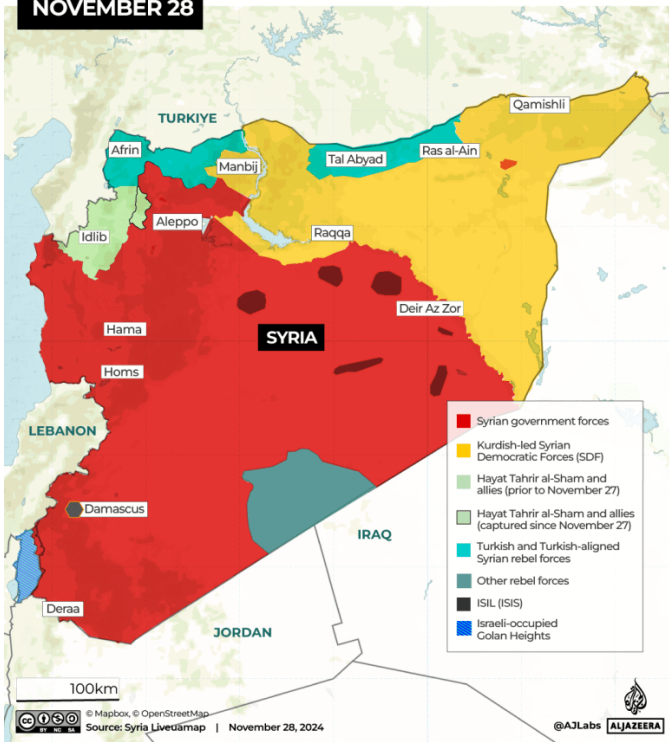 NOVEMBER 28
TURKIYE
Qamishli
Afrin
Manbij
Tal Abyad
Ras al-Ain
Aleppo
Idlib
Raqqa
Deir Az Zor
Hama
SYRIA
Homs
LEBANON
Damascus
IRAQ
Deraa
JORDAN
Syrian government forces
Kurdish-led Syrian
Democratic Forces (SDF)
Hayat Tahrir al-Sham and
allies (prior to November 27)
Hayat Tahrir al-Sham and allies
(captured since November 27)
Turkish and Turkish-aligned
Syrian rebel forces
Other rebel forces
ISIL (ISIS)
Israeli-occupied
Golan Heights
100km
CC BY NC SA
© Mapbox, © OpenStreetMap
Source: Syria Liveuamap | November 28, 2024
@AJLabs ALJAZEERA